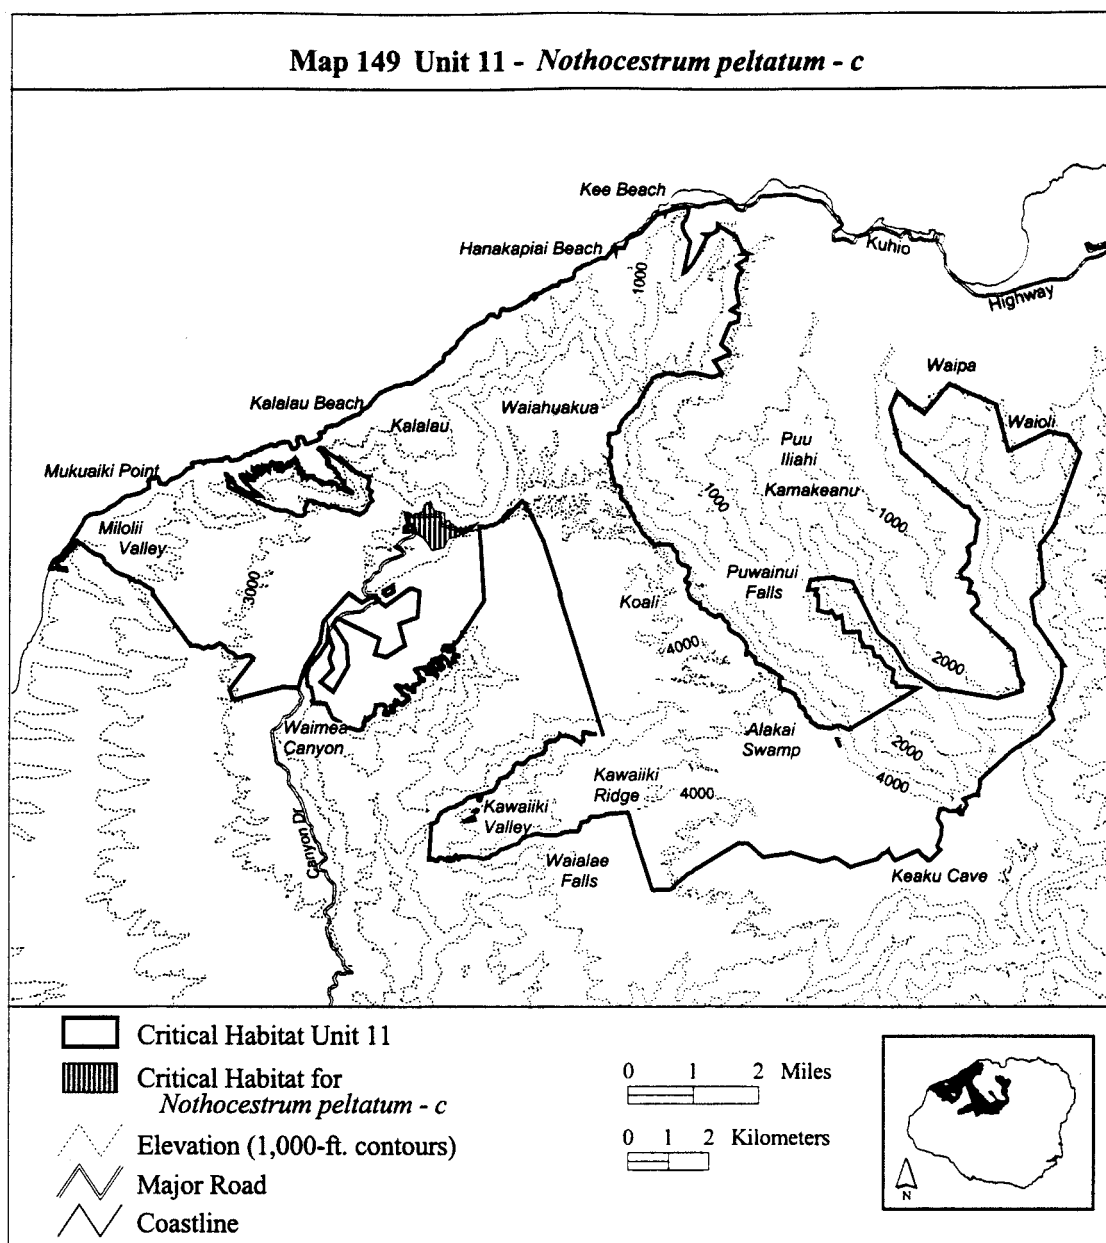 Map 149 Unit 11 - Nothocestrum peltatum - c
Kee Beach
Hanakapiai Beach
Kuhio
Highway
1000
Waipa
Kalalau Beach
Kalalau
Waiahuakua
Waioli
Puu
Iliahi
Mukuaiki Point
Kamakeanu
1000
1000
Milolii
Valley
3000
Puwainui
Falls
Koali
4000
2000
Waimea
Canyon
Alakai
Swamp
2000
4000
Kawaiiki
Ridge
4000
Kawaiiki
Valley
Canyon Dr
Waialae
Falls
Keaku Cave
Critical Habitat Unit 11
Critical Habitat for
Nothocestrum peltatum - c
Elevation (1,000-ft. contours)
Major Road
Coastline
0 1 2 Miles
0 1 2 Kilometers
N